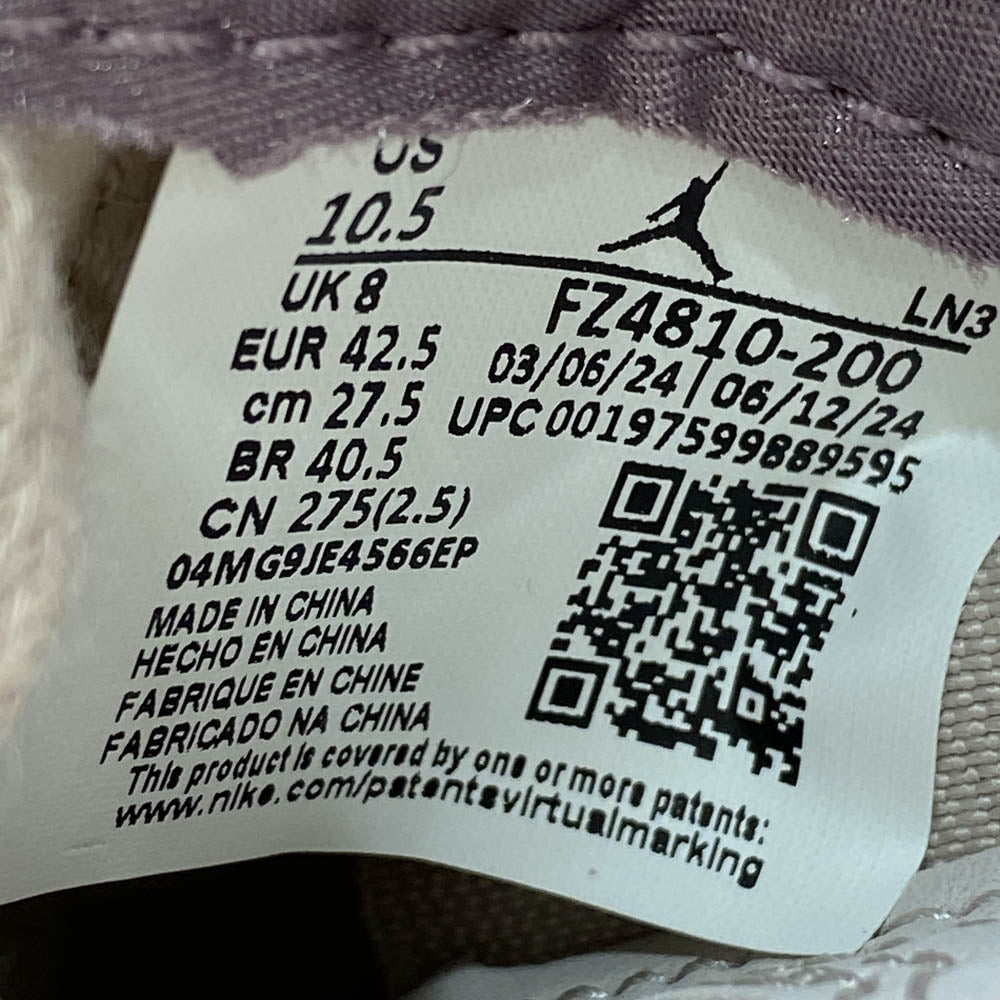 US
10.5
UK 8
EUR 42.5
cm 27.5
BR 40.5
CN 275(2.5)
04MG9JE4566EP
LN3
FZ4810-200
03/06/24 | 06/12/24
UPC 00197599889595
MADE IN CHINA
HECHO EN CHINA
FABRIQUE EN CHINE
FABRICADO NA CHINA
This product is covered by one or more patents:
www.nike.com/patentsvirtualmarking